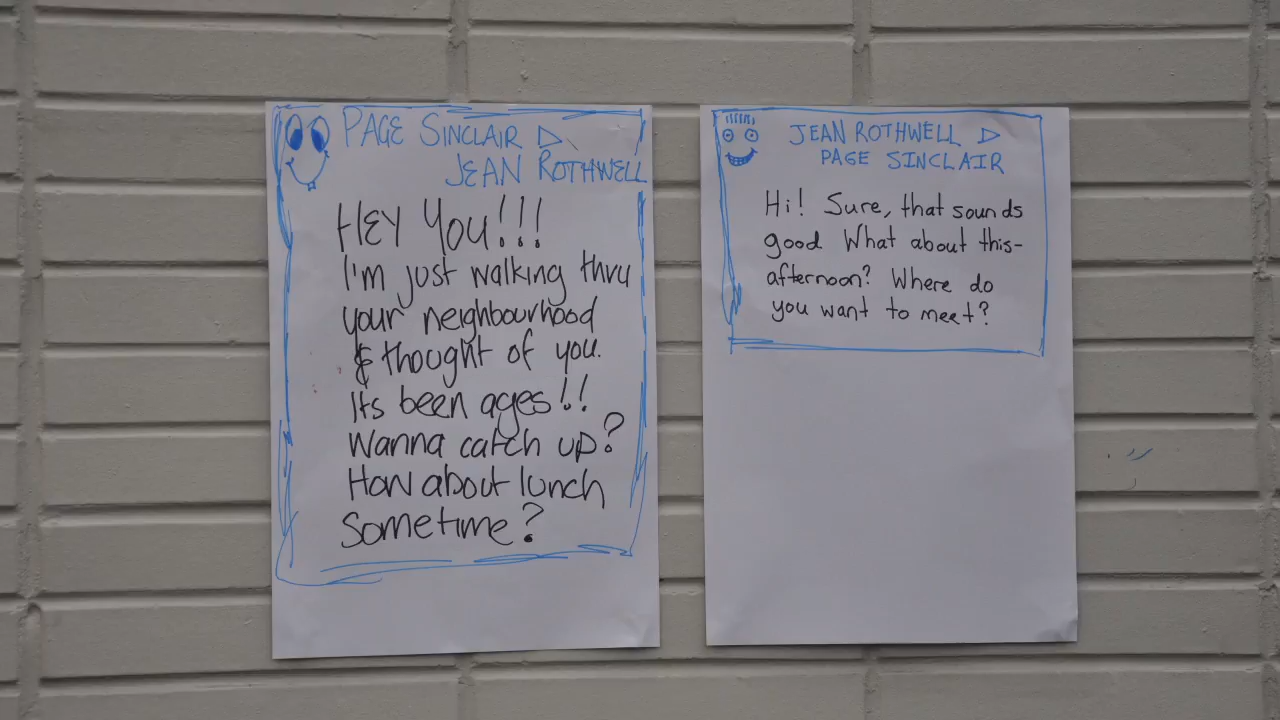 PAGE SINCLAIR ▷
JEAN ROTHWELL
HEY YOU!!!
I'm just walking thru
your neighbourhood
& thought of you.
Its been ages!!
Wanna catch up?
How about lunch
Sometime?
JEAN ROTHWELL ▷
PAGE SINCLAIR
Hi! Sure, that sounds
good What about this-
afternoon? Where do
you want to meet?